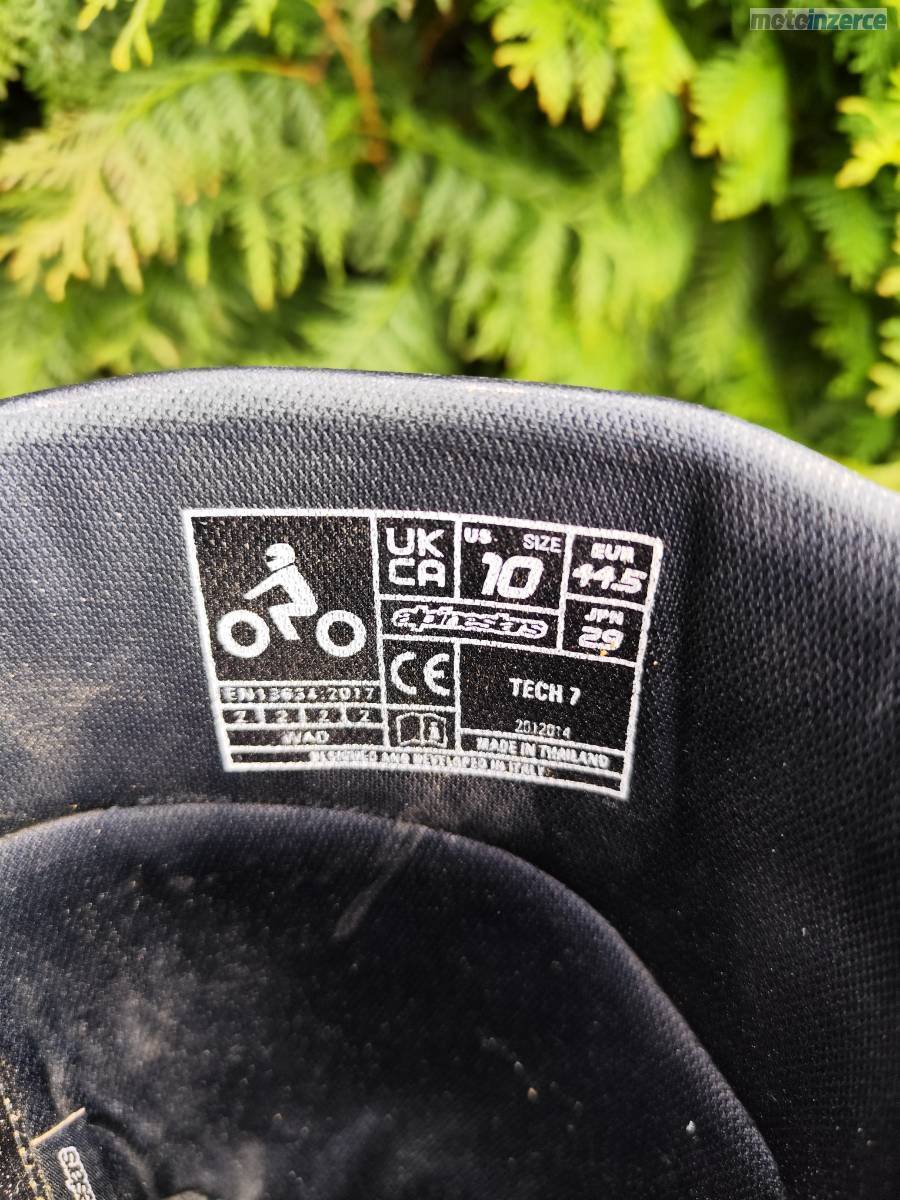 motoinzerce
UK
CA
US SIZE
10
EUR
44.5
alpinestars
JPN
29
CE
TECH 7
2012014
EN13634:2017
2 2 2 2
WAD
MADE IN THAILAND
DESIGNED AND DEVELOPED IN ITALY